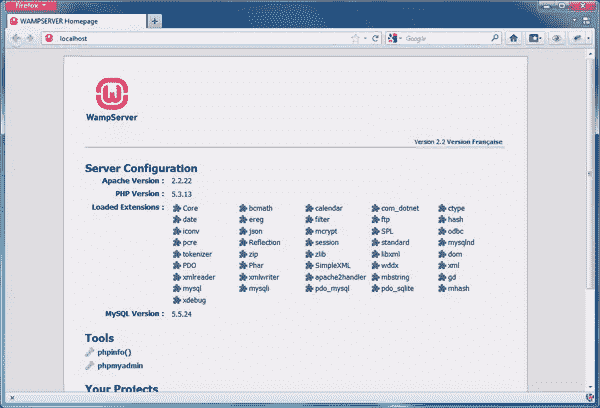 Firefox
WAMPSERVER Homepage
localhost
Google
WampServer
Version 2.2 Version Française
Server Configuration
Apache Version : 2.2.22
PHP Version : 5.3.13
Loaded Extensions : Core bcmath calendar com_dotnet ctype
date ereg filter ftp hash
iconv json mcrypt SPL odbc
pcre Reflection session standard mysqlnd
tokenizer zip zlib libxml dom
PDO Phar SimpleXML wddx xml
xmlreader xmlwriter apache2handler mbstring gd
mysql mysqli pdo_mysql pdo_sqlite mhash
xdebug
MySQL Version : 5.5.24
Tools
phpinfo()
phpmyadmin
Your Projects